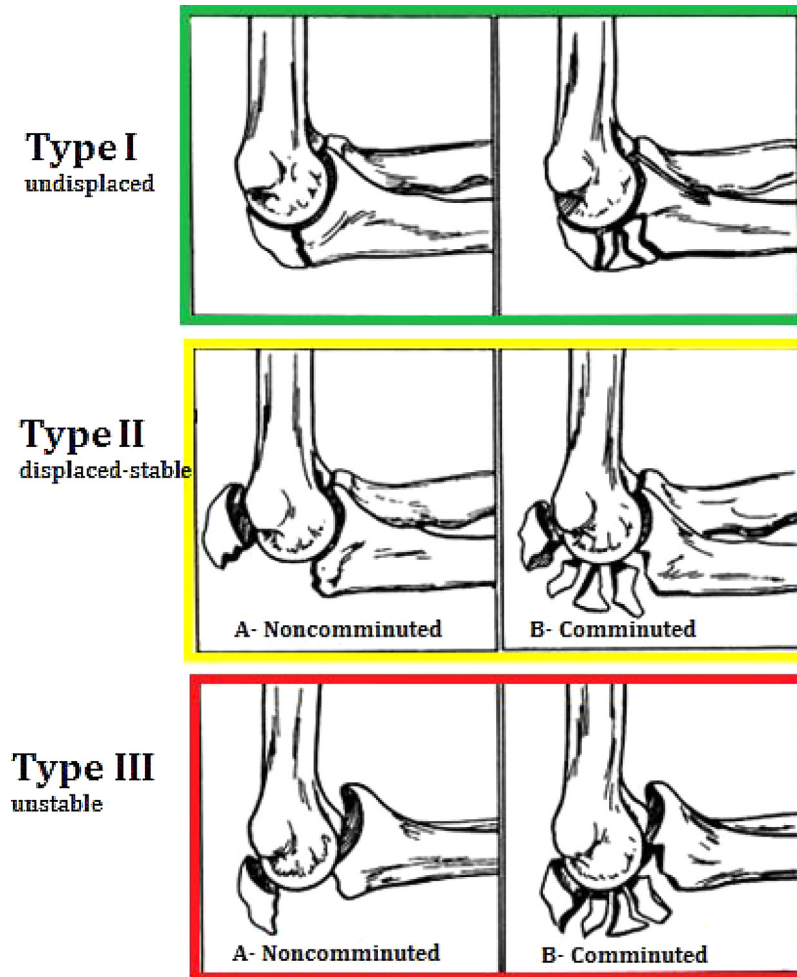 Type I
undisplaced
Type II
displaced-stable
A- Noncomminuted
B- Comminuted
Type III
unstable
A- Noncomminuted
B- Comminuted